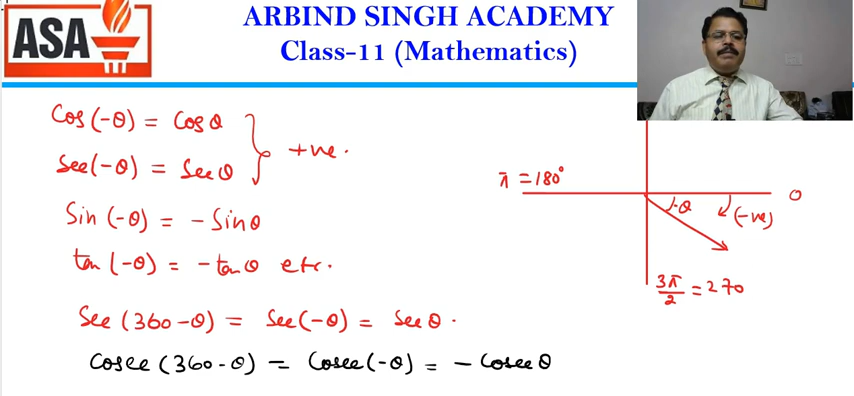 ASA
ARBIND SINGH ACADEMY
Class-11 (Mathematics)
Cos(-θ) = Cosθ
Sec(-θ) = Secθ
+ve.
Sin(-θ) = -Sinθ
tan(-θ) = -tanθ etc.
Sec(360-θ) = Sec(-θ) = Secθ.
Cosec(360-θ) = Cosec(-θ) = -Cosecθ
π = 180°
0
-θ
(-ve)
3π/2 = 270